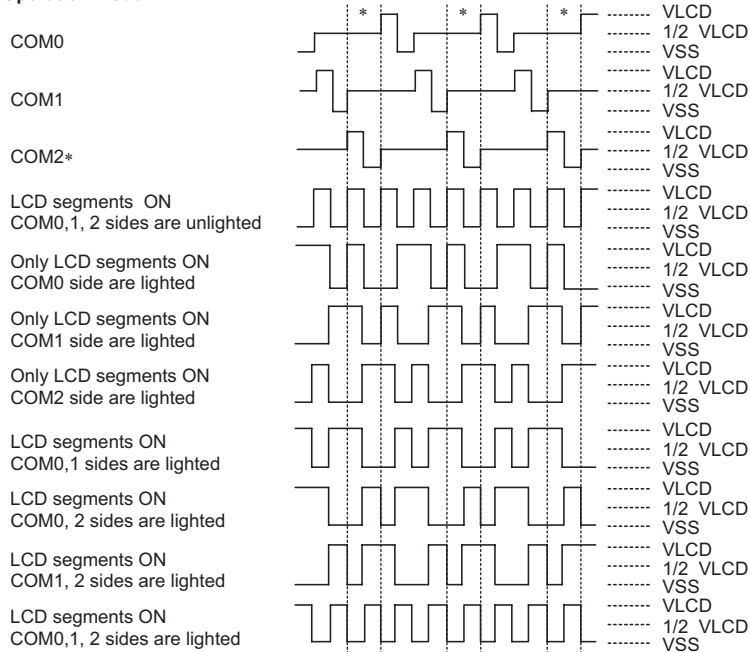 * * *
COM0
VLCD
1/2 VLCD
VSS
COM1
VLCD
1/2 VLCD
VSS
COM2*
VLCD
1/2 VLCD
VSS
LCD segments ON
COM0,1, 2 sides are unlighted
VLCD
1/2 VLCD
VSS
Only LCD segments ON
COM0 side are lighted
VLCD
1/2 VLCD
VSS
Only LCD segments ON
COM1 side are lighted
VLCD
1/2 VLCD
VSS
Only LCD segments ON
COM2 side are lighted
VLCD
1/2 VLCD
VSS
LCD segments ON
COM0,1 sides are lighted
VLCD
1/2 VLCD
VSS
LCD segments ON
COM0, 2 sides are lighted
VLCD
1/2 VLCD
VSS
LCD segments ON
COM1, 2 sides are lighted
VLCD
1/2 VLCD
VSS
LCD segments ON
COM0,1, 2 sides are lighted
VLCD
1/2 VLCD
VSS